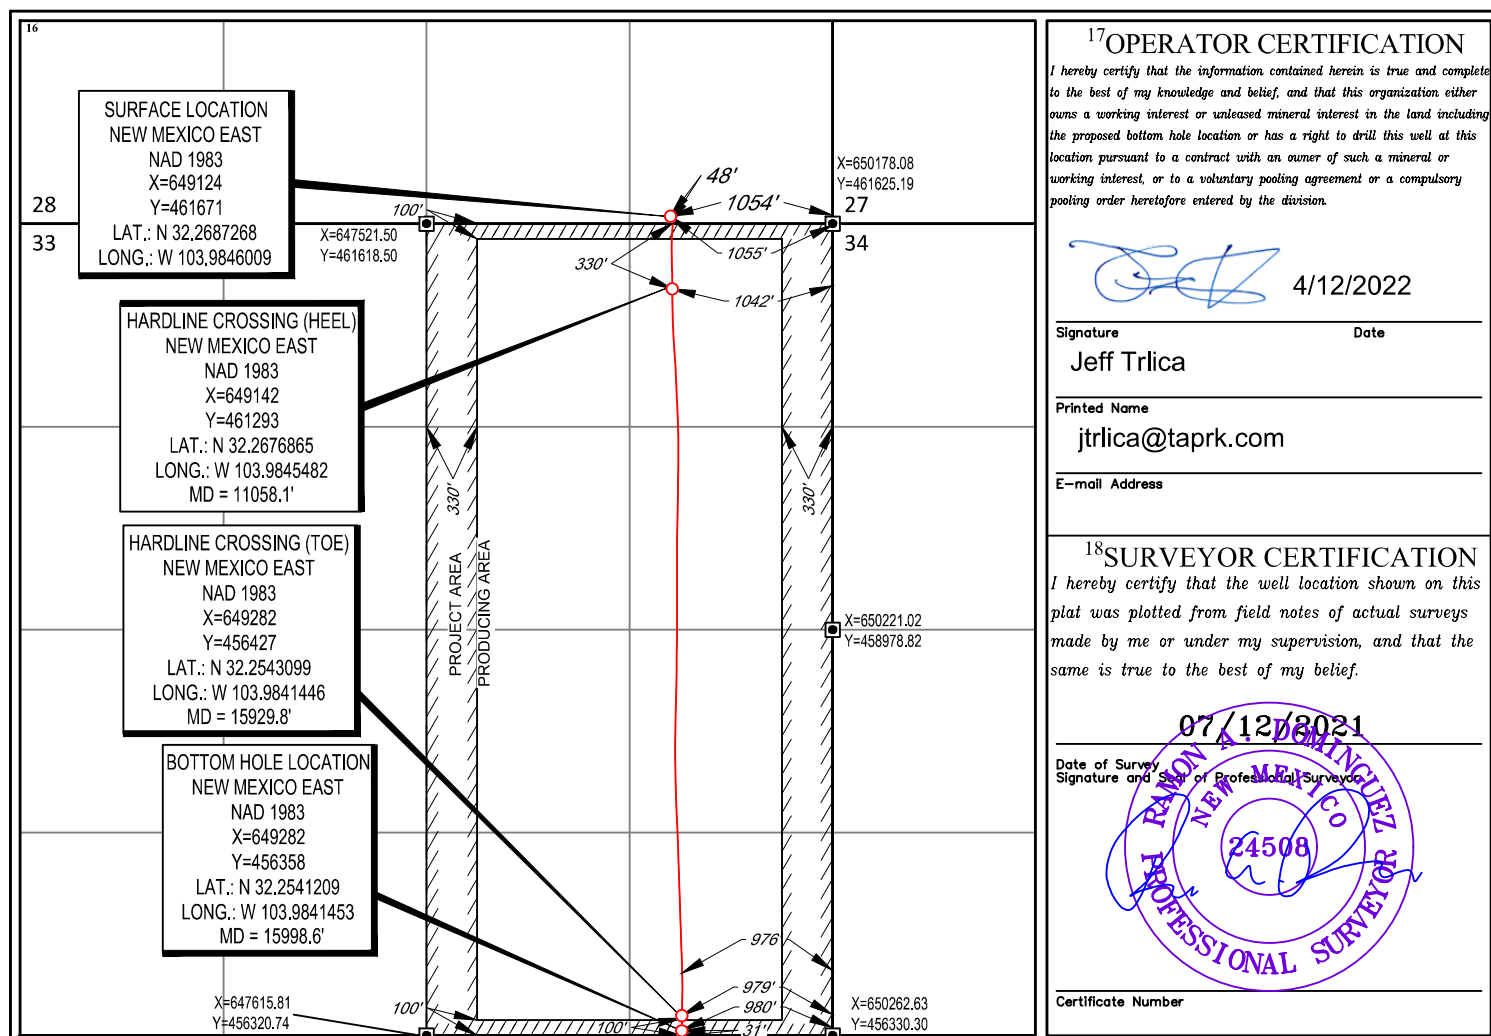 16
SURFACE LOCATION
NEW MEXICO EAST
NAD 1983
X=649124
Y=461671
LAT.: N 32.2687268
LONG.: W 103.9846009
28
33
HARDLINE CROSSING (HEEL)
NEW MEXICO EAST
NAD 1983
X=649142
Y=461293
LAT.: N 32.2676865
LONG.: W 103.9845482
MD = 11058.1'
HARDLINE CROSSING (TOE)
NEW MEXICO EAST
NAD 1983
X=649282
Y=456427
LAT.: N 32.2543099
LONG.: W 103.9841446
MD = 15929.8'
BOTTOM HOLE LOCATION
NEW MEXICO EAST
NAD 1983
X=649282
Y=456358
LAT.: N 32.2541209
LONG.: W 103.9841453
MD = 15998.6'
X=647615.81
Y=456320.74
100'
X=647521.50
Y=461618.50
48'
1054'
1055'
330'
1042'
X=650178.08
Y=461625.19
27
34
330'
330'
PROJECT AREA
PRODUCING AREA
X=650221.02
Y=458978.82
976'
979'
980'
31'
100'
100'
X=650262.63
Y=456330.30
17 OPERATOR CERTIFICATION
I hereby certify that the information contained herein is true and complete
to the best of my knowledge and belief, and that this organization either
owns a working interest or unleased mineral interest in the land including
the proposed bottom hole location or has a right to drill this well at this
location pursuant to a contract with an owner of such a mineral or
working interest, or to a voluntary pooling agreement or a compulsory
pooling order heretofore entered by the division.
4/12/2022
Signature Date
Jeff Trlica
Printed Name
jtrlica@taprk.com
E-mail Address
18 SURVEYOR CERTIFICATION
I hereby certify that the well location shown on this
plat was plotted from field notes of actual surveys
made by me or under my supervision, and that the
same is true to the best of my belief.
07/12/2021
Date of Survey
Signature and Seal of Professional Surveyor
RAMON A. DOMINGUEZ
NEW MEXICO
24508
PROFESSIONAL SURVEYOR
Certificate Number